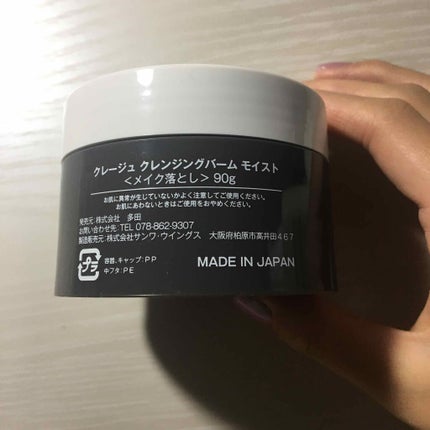 クレージュ クレンジングバーム モイスト
<メイク落とし> 90g
お肌に異常が生じていないかよく注意してご使用ください。
お肌にあわないときはご使用をおやめください。
発売元:株式会社 多田
お問い合わせ先:TEL 078-862-9307
製造販売元:株式会社サンワ・ウイングス 大阪府柏原市高井田467
プラ
容器、キャップ:PP
中フタ:PE
MADE IN JAPAN